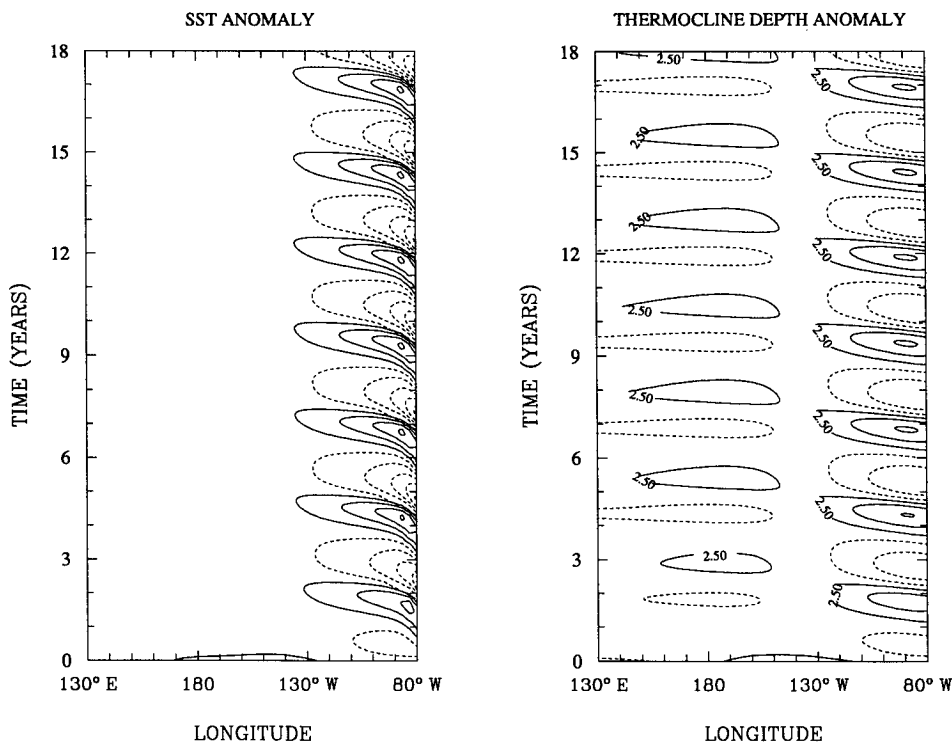 SST ANOMALY
18
15
12
9
6
3
0
TIME (YEARS)
130° E
180
130° W
80° W
LONGITUDE
THERMOCLINE DEPTH ANOMALY
18
15
12
9
6
3
0
TIME (YEARS)
2.50
2.50
2.50
2.50
2.50
2.50
2.50
2.50
2.50
2.50
2.50
2.50
2.50
2.50
130° E
180
130° W
80° W
LONGITUDE